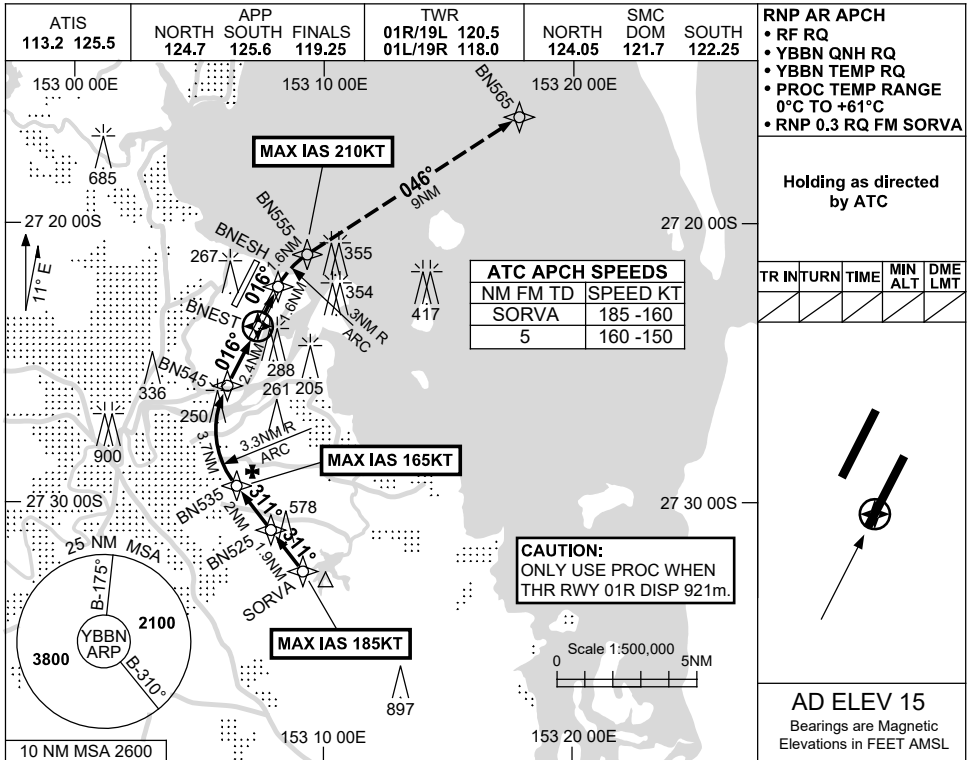 ATIS
113.2 125.5
APP
NORTH SOUTH FINALS
124.7 125.6 119.25
TWR
01R/19L 120.5
01L/19R 118.0
SMC
NORTH DOM SOUTH
124.05 121.7 122.25
RNP AR APCH
• RF RQ
• YBBN QNH RQ
• YBBN TEMP RQ
• PROC TEMP RANGE
0°C TO +61°C
• RNP 0.3 RQ FM SORVA
Holding as directed
by ATC
TR IN TURN TIME MIN ALT DME LMT
153 00 00E
153 10 00E
153 20 00E
BN565
MAX IAS 210KT
685
046°
9NM
27 20 00S
27 20 00S
BN555
11° E
BNESH
1.6NM
355
267
016°
354
1.6NM
417
3NM R
ARC
BNEST
ATC APCH SPEEDS
NM FM TD SPEED KT
SORVA 185 -160
5 160 -150
016°
2.4NM
288
BN545
336
261
205
250
900
3.7NM
3.3NM R
ARC
MAX IAS 165KT
27 30 00S
27 30 00S
BN535
311°
2NM
578
311°
BN525
1.9NM
SORVA
CAUTION:
ONLY USE PROC WHEN
THR RWY 01R DISP 921m.
25 NM MSA
B-175°
2100
YBBN
ARP
3800
B-310°
MAX IAS 185KT
Scale 1:500,000
0 5NM
897
153 10 00E
153 20 00E
10 NM MSA 2600
AD ELEV 15
Bearings are Magnetic
Elevations in FEET AMSL